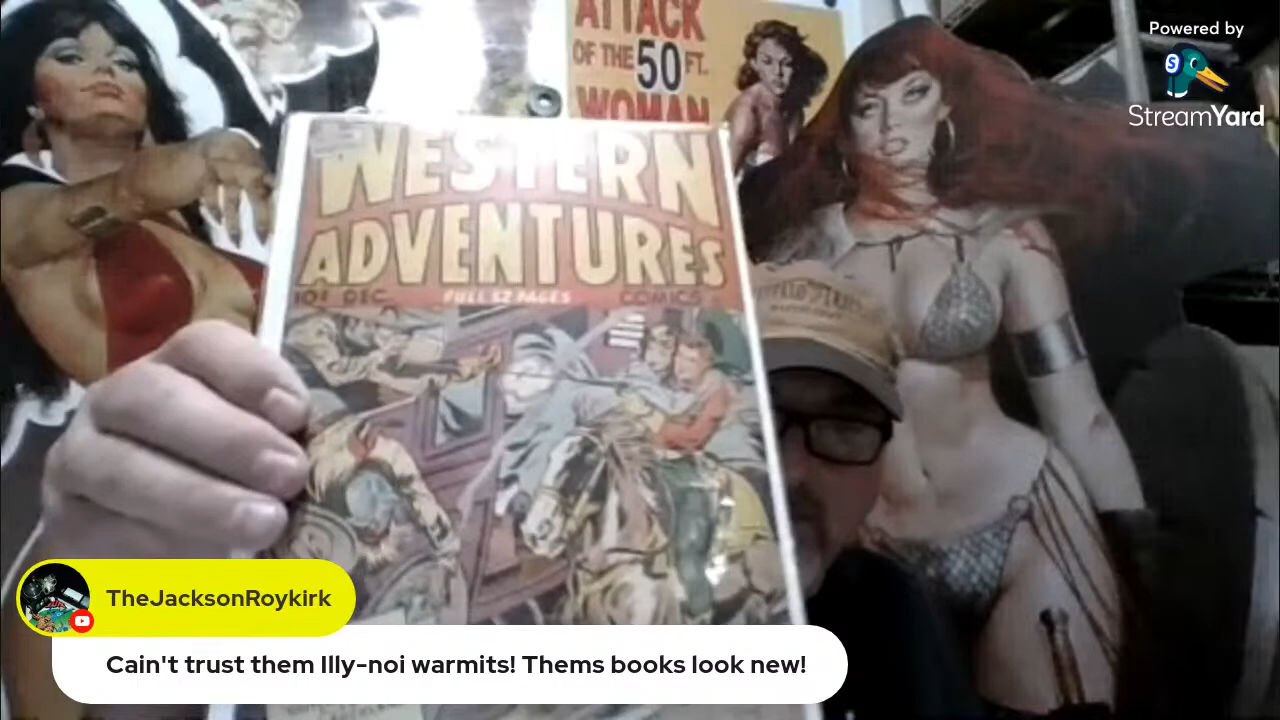 Powered by
StreamYard
ATTACK
OF THE 50 FT.
WOMAN
WESTERN
ADVENTURES
10¢ DEC. FULL 52 PAGES COMICS
TheJacksonRoykirk
Cain't trust them Illy-noi warmits! Thems books look new!